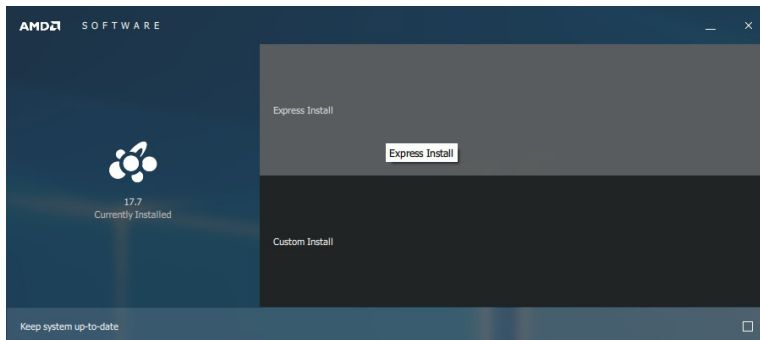 AMD SOFTWARE
Express Install
Express Install
17.7
Currently Installed
Custom Install
Keep system up-to-date